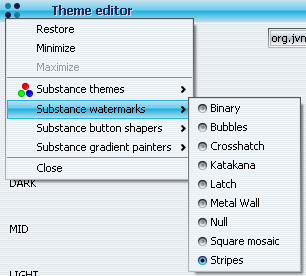 Theme editor
Restore
Minimize
Maximize
org.jvn
Substance themes
Substance watermarks
Substance button shapers
Substance gradient painters
Close
Binary
Bubbles
Crosshatch
Katakana
Latch
Metal Wall
Null
Square mosaic
Stripes
DARK
MID
LIGHT